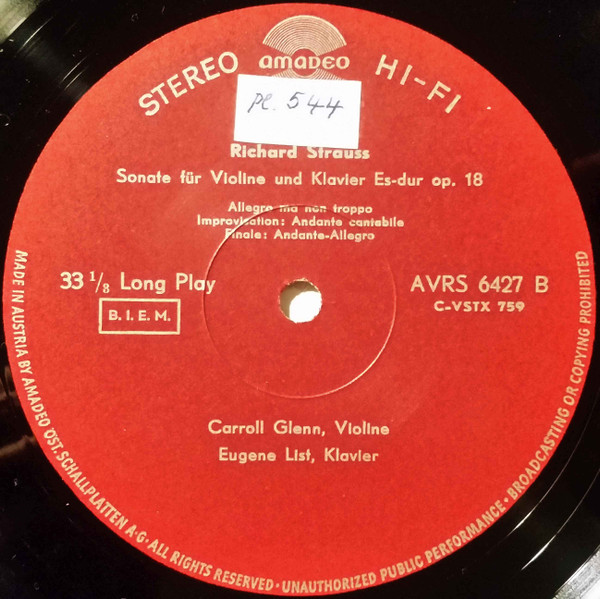 STEREO amadeo HI-FI
pl. 544
Richard Strauss
Sonate für Violine und Klavier Es-dur op. 18
Allegro ma non troppo
Improvisation: Andante cantabile
Finale: Andante-Allegro
33 1/8 Long Play
B. I. E. M.
AVRS 6427 B
C-VSTX 759
Carroll Glenn, Violine
Eugene List, Klavier
MADE IN AUSTRIA BY AMADEO ÖST. SCHALLPLATTEN A·G· ALL RIGHTS RESERVED · UNAUTHORIZED PUBLIC PERFORMANCE · BROADCASTING OR COPYING PROHIBITED